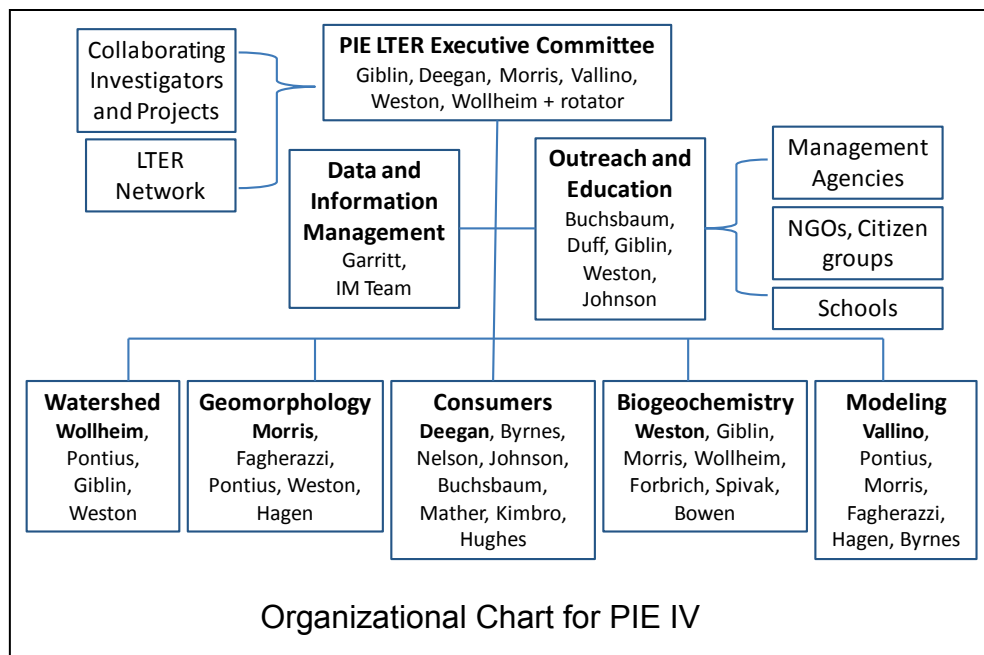 Collaborating
Investigators
and Projects
LTER
Network
PIE LTER Executive Committee
Giblin, Deegan, Morris, Vallino,
Weston, Wollheim + rotator
Data and
Information
Management
Garritt,
IM Team
Outreach and
Education
Buchsbaum,
Duff, Giblin,
Weston,
Johnson
Management
Agencies
NGOs, Citizen
groups
Schools
Watershed
Wollheim,
Pontius,
Giblin,
Weston
Geomorphology
Morris,
Fagherazzi,
Pontius, Weston,
Hagen
Consumers
Deegan, Byrnes,
Nelson, Johnson,
Buchsbaum,
Mather, Kimbro,
Hughes
Biogeochemistry
Weston, Giblin,
Morris, Wollheim,
Forbrich, Spivak,
Bowen
Modeling
Vallino,
Pontius,
Morris,
Fagherazzi,
Hagen, Byrnes
Organizational Chart for PIE IV